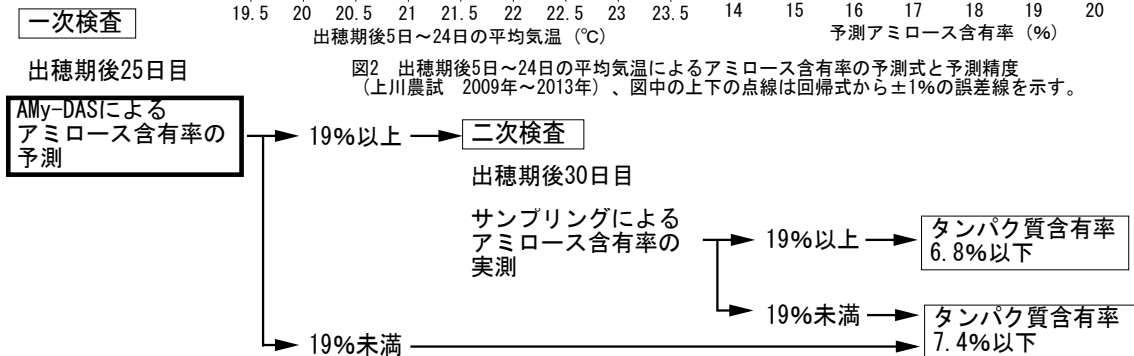 19.5 20 20.5 21 21.5 22 22.5 23 23.5 14 15 16 17 18 19 20
出穂期後5日～24日の平均気温（℃） 予測アミロース含有率（%）
一次検査
出穂期後25日目
図2 出穂期後5日～24日の平均気温によるアミロース含有率の予測式と予測精度
（上川農試 2009年～2013年）、図中の上下の点線は回帰式から±1%の誤差線を示す。
AMy-DASによる
アミロース含有率の
予測
19%以上
二次検査
出穂期後30日目
サンプリングによる
アミロース含有率の
実測
19%以上
タンパク質含有率
6.8%以下
19%未満
タンパク質含有率
7.4%以下
19%未満